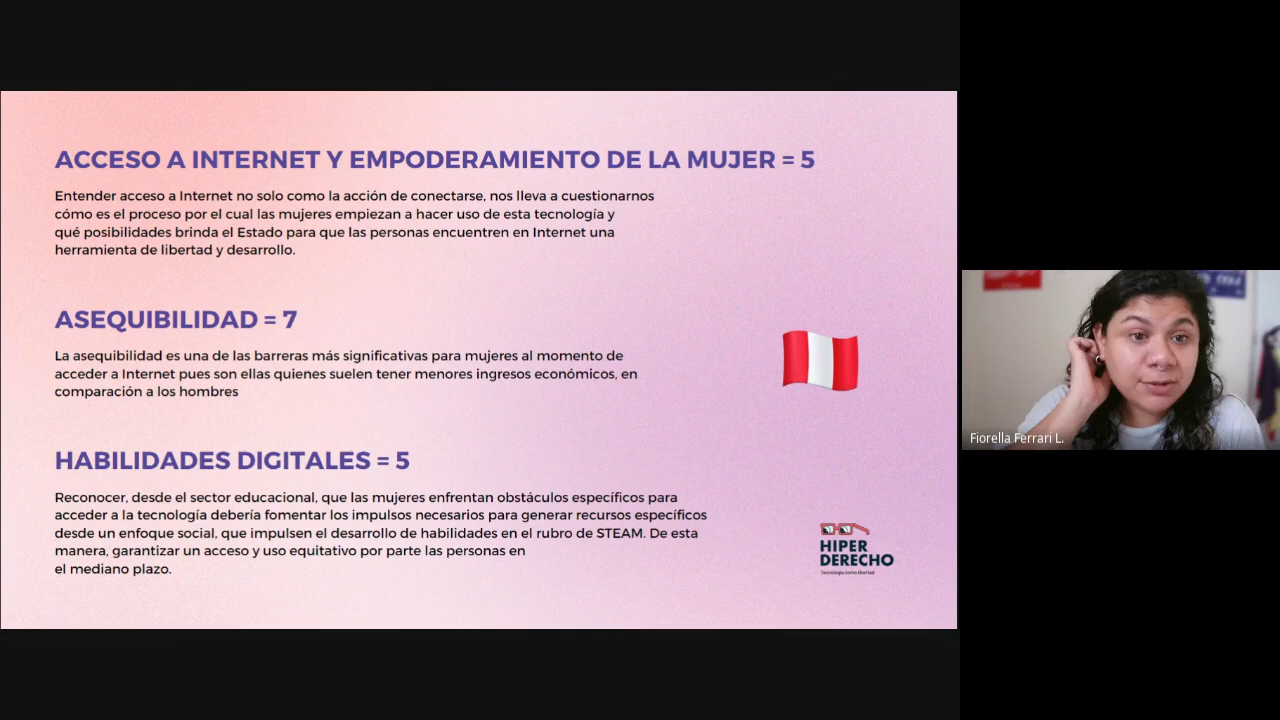 ACCESO A INTERNET Y EMPODERAMIENTO DE LA MUJER = 5
Entender acceso a Internet no solo como la acción de conectarse, nos lleva a cuestionarnos
cómo es el proceso por el cual las mujeres empiezan a hacer uso de esta tecnología y
qué posibilidades brinda el Estado para que las personas encuentren en Internet una
herramienta de libertad y desarrollo.
ASEQUIBILIDAD = 7
La asequibilidad es una de las barreras más significativas para mujeres al momento de
acceder a Internet pues son ellas quienes suelen tener menores ingresos económicos, en
comparación a los hombres
HABILIDADES DIGITALES = 5
Reconocer, desde el sector educacional, que las mujeres enfrentan obstáculos específicos para
acceder a la tecnología debería fomentar los impulsos necesarios para generar recursos específicos
desde un enfoque social, que impulsen el desarrollo de habilidades en el rubro de STEAM. De esta
manera, garantizar un acceso y uso equitativo por parte las personas en
el mediano plazo.
HIPER
DERECHO
Tecnología como libertad
Fiorella Ferrari L.